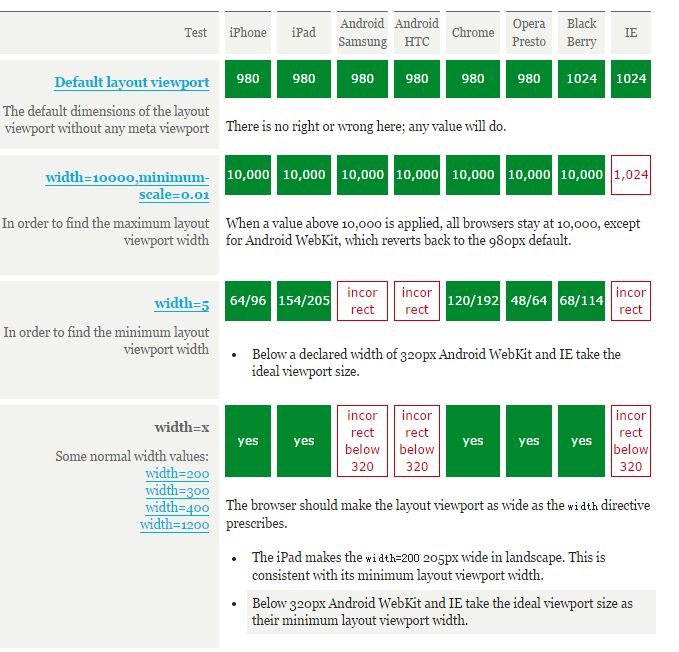 Test iPhone iPad Android Samsung Android HTC Chrome Opera Presto Black Berry IE
Default layout viewport 980 980 980 980 980 980 1024 1024
The default dimensions of the layout
viewport without any meta viewport
There is no right or wrong here; any value will do.
width=10000,minimum-
scale=0.01
10,000 10,000 10,000 10,000 10,000 10,000 10,000 1,024
In order to find the maximum layout
viewport width
When a value above 10,000 is applied, all browsers stay at 10,000, except
for Android WebKit, which reverts back to the 980px default.
width=5 64/96 154/205 incor rect incor rect 120/192 48/64 68/114 incor rect
In order to find the minimum layout
viewport width
• Below a declared width of 320px Android WebKit and IE take the
ideal viewport size.
width=x yes yes incor rect below 320 incor rect below 320 yes yes yes incor rect below 320
Some normal width values:
width=200
width=300
width=400
width=1200
The browser should make the layout viewport as wide as the width directive
prescribes.
• The iPad makes the width=200 205px wide in landscape. This is
consistent with its minimum layout viewport width.
• Below 320px Android WebKit and IE take the ideal viewport size as
their minimum layout viewport width.